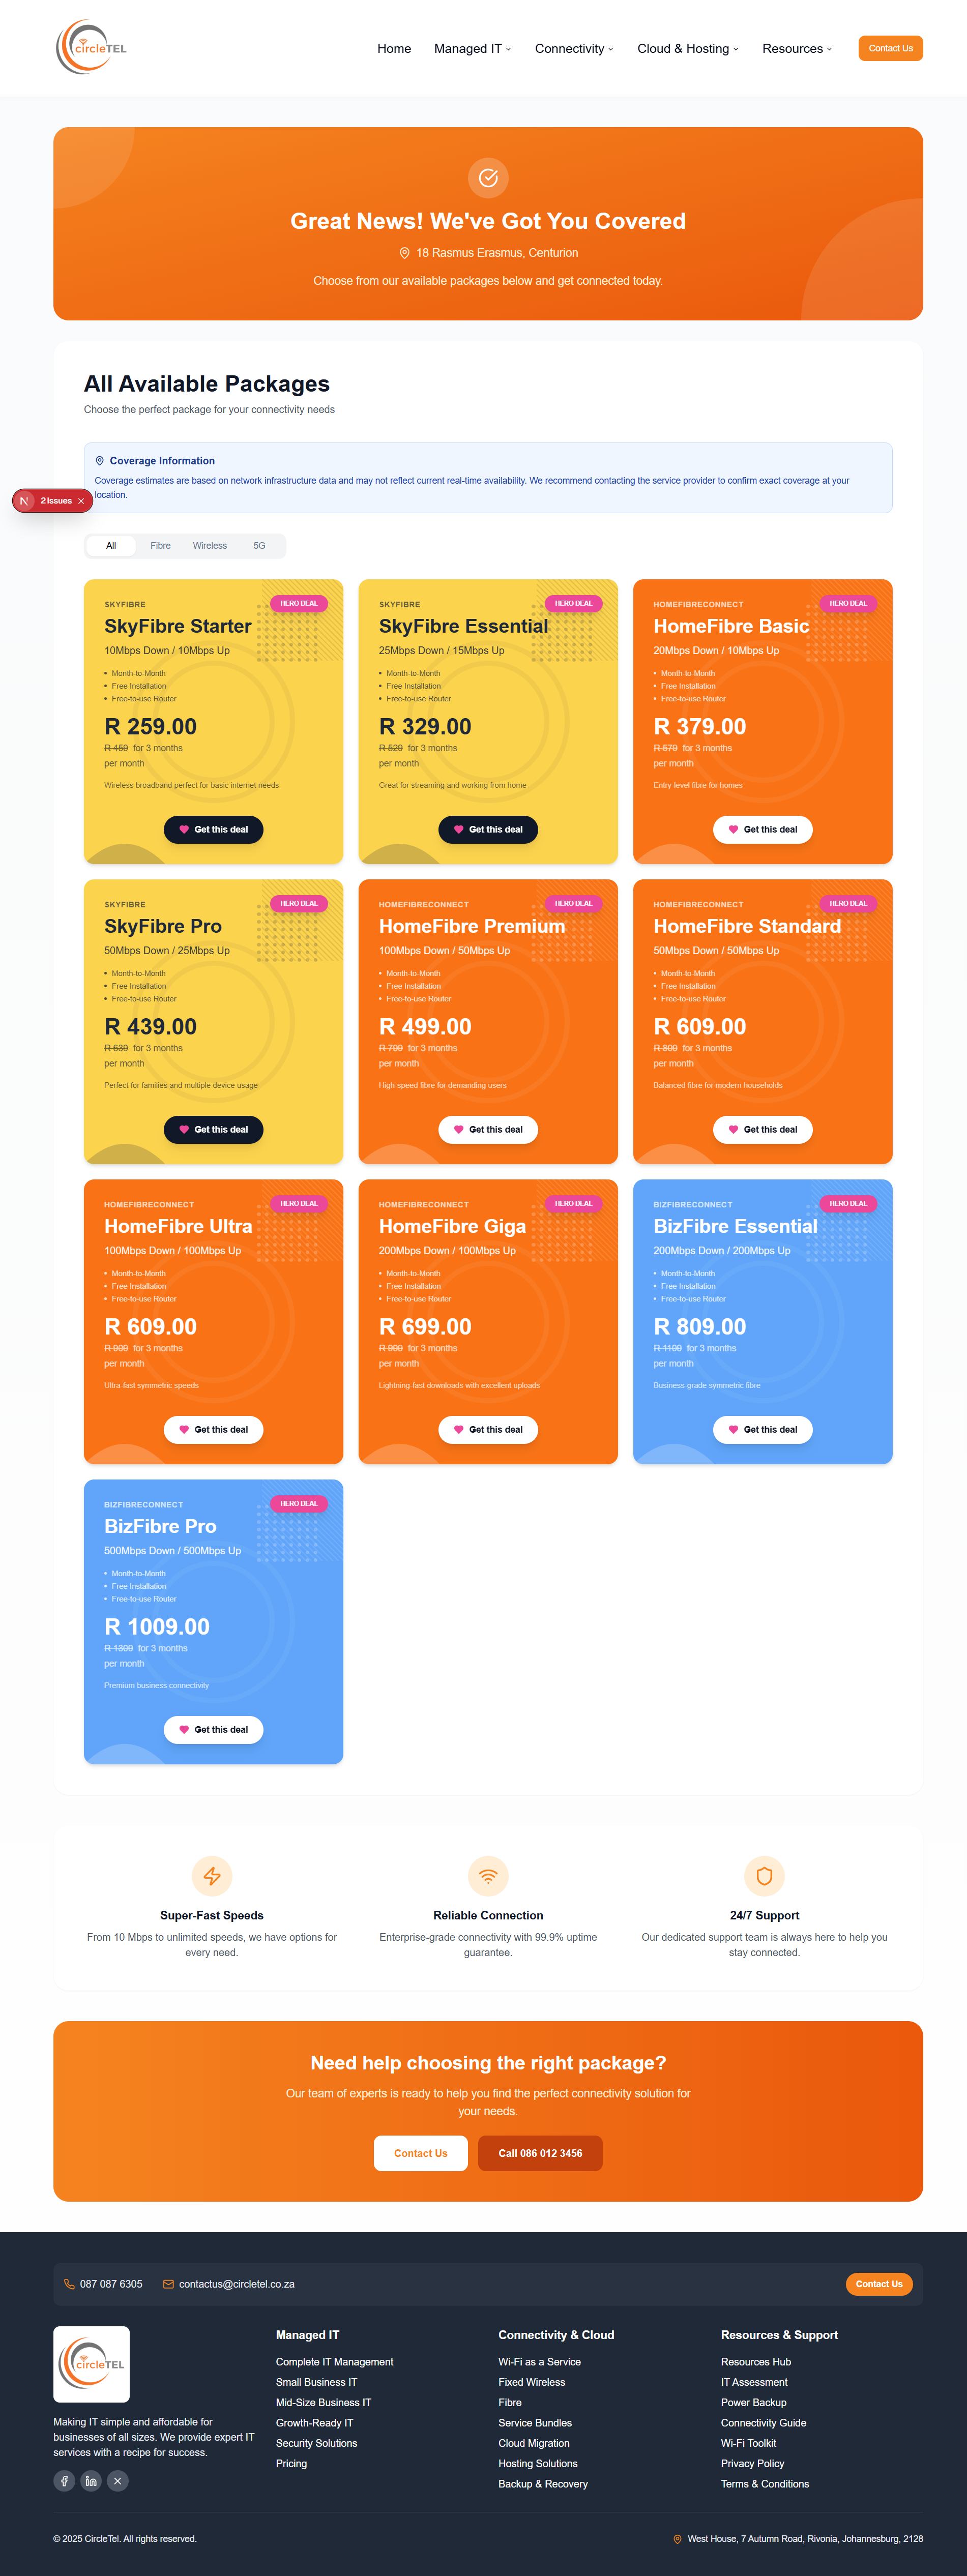 circleTEL
Home Managed IT Connectivity Cloud & Hosting Resources Contact Us
Great News! We've Got You Covered
18 Rasmus Erasmus, Centurion
Choose from our available packages below and get connected today.
All Available Packages
Choose the perfect package for your connectivity needs
Coverage Information
Coverage estimates are based on network infrastructure data and may not reflect current real-time availability. We recommend contacting the service provider to confirm exact coverage at your
location.
N 2 Issues
All Fibre Wireless 5G
SKYFIBRE
HERO DEAL
SkyFibre Starter
10Mbps Down / 10Mbps Up
• Month-to-Month
• Free Installation
• Free-to-use Router
R 259.00
R 459 for 3 months
per month
Wireless broadband perfect for basic internet needs
Get this deal
SKYFIBRE
HERO DEAL
SkyFibre Essential
25Mbps Down / 15Mbps Up
• Month-to-Month
• Free Installation
• Free-to-use Router
R 329.00
R 529 for 3 months
per month
Great for streaming and working from home
Get this deal
HOMEFIBRECONNECT
HERO DEAL
HomeFibre Basic
20Mbps Down / 10Mbps Up
• Month-to-Month
• Free Installation
• Free-to-use Router
R 379.00
R 579 for 3 months
per month
Entry-level fibre for homes
Get this deal
SKYFIBRE
HERO DEAL
SkyFibre Pro
50Mbps Down / 25Mbps Up
• Month-to-Month
• Free Installation
• Free-to-use Router
R 439.00
R 639 for 3 months
per month
Perfect for families and multiple device usage
Get this deal
HOMEFIBRECONNECT
HERO DEAL
HomeFibre Premium
100Mbps Down / 50Mbps Up
• Month-to-Month
• Free Installation
• Free-to-use Router
R 499.00
R 799 for 3 months
per month
High-speed fibre for demanding users
Get this deal
HOMEFIBRECONNECT
HERO DEAL
HomeFibre Standard
50Mbps Down / 50Mbps Up
• Month-to-Month
• Free Installation
• Free-to-use Router
R 609.00
R 809 for 3 months
per month
Balanced fibre for modern households
Get this deal
HOMEFIBRECONNECT
HERO DEAL
HomeFibre Ultra
100Mbps Down / 100Mbps Up
• Month-to-Month
• Free Installation
• Free-to-use Router
R 609.00
R 909 for 3 months
per month
Ultra-fast symmetric speeds
Get this deal
HOMEFIBRECONNECT
HERO DEAL
HomeFibre Giga
200Mbps Down / 100Mbps Up
• Month-to-Month
• Free Installation
• Free-to-use Router
R 699.00
R 999 for 3 months
per month
Lightning-fast downloads with excellent uploads
Get this deal
BIZFIBRECONNECT
HERO DEAL
BizFibre Essential
200Mbps Down / 200Mbps Up
• Month-to-Month
• Free Installation
• Free-to-use Router
R 809.00
R 1109 for 3 months
per month
Business-grade symmetric fibre
Get this deal
BIZFIBRECONNECT
HERO DEAL
BizFibre Pro
500Mbps Down / 500Mbps Up
• Month-to-Month
• Free Installation
• Free-to-use Router
R 1009.00
R 1309 for 3 months
per month
Premium business connectivity
Get this deal
Super-Fast Speeds
From 10 Mbps to unlimited speeds, we have options for
every need.
Reliable Connection
Enterprise-grade connectivity with 99.9% uptime
guarantee.
24/7 Support
Our dedicated support team is always here to help you
stay connected.
Need help choosing the right package?
Our team of experts is ready to help you find the perfect connectivity solution for
your needs.
Contact Us Call 086 012 3456
087 087 6305 contactus@circletel.co.za Contact Us
circleTEL
Making IT simple and affordable for
businesses of all sizes. We provide expert IT
services with a recipe for success.
Managed IT
Complete IT Management
Small Business IT
Mid-Size Business IT
Growth-Ready IT
Security Solutions
Pricing
Connectivity & Cloud
Wi-Fi as a Service
Fixed Wireless
Fibre
Service Bundles
Cloud Migration
Hosting Solutions
Backup & Recovery
Resources & Support
Resources Hub
IT Assessment
Power Backup
Connectivity Guide
Wi-Fi Toolkit
Privacy Policy
Terms & Conditions
© 2025 CircleTel. All rights reserved.
West House, 7 Autumn Road, Rivonia, Johannesburg, 2128